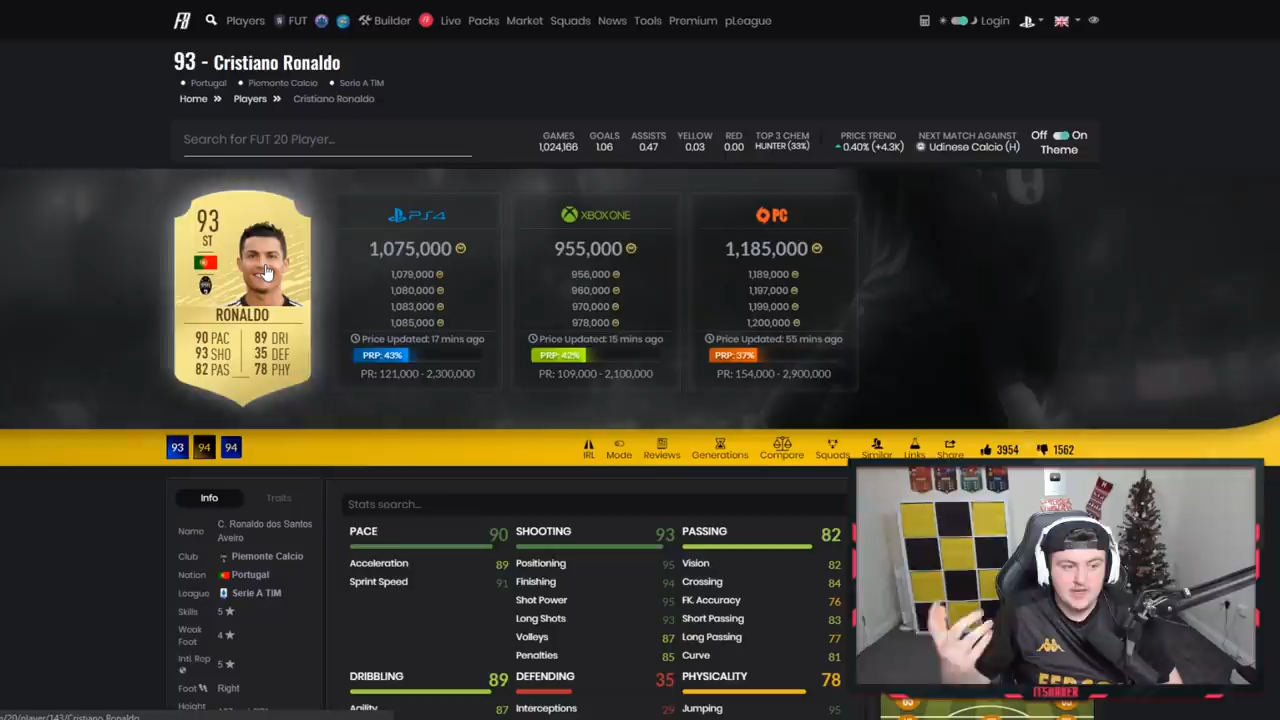 FB Players FUT Builder Live Packs Market Squads News Tools Premium pLeague Login
93 - Cristiano Ronaldo
Portugal Piemonte Calcio Serie A TIM
Home » Players » Cristiano Ronaldo
Search for FUT 20 Player...
GAMES GOALS ASSISTS YELLOW RED TOP 3 CHEM PRICE TREND NEXT MATCH AGAINST Off On
1,024,166 1.06 0.47 0.03 0.00 HUNTER (33%) 0.40% (+4.3K) Udinese Calcio (H) Theme
93
ST
RONALDO
90 PAC 89 DRI
93 SHO 35 DEF
82 PAS 78 PHY
PS4
1,075,000
1,079,000
1,080,000
1,083,000
1,085,000
Price Updated: 17 mins ago
PRP: 43%
PR: 121,000 - 2,300,000
XBOX ONE
955,000
956,000
960,000
970,000
978,000
Price Updated: 15 mins ago
PRP: 42%
PR: 109,000 - 2,100,000
PC
1,185,000
1,189,000
1,197,000
1,199,000
1,200,000
Price Updated: 55 mins ago
PRP: 37%
PR: 154,000 - 2,900,000
93 94 94
IRL Mode Reviews Generations Compare Squads Similar Links Share 3954 1562
Info Traits
Name C. Ronaldo dos Santos Aveiro
Club Piemonte Calcio
Nation Portugal
League Serie A TIM
Skills 5
Weak Foot 4
Intl. Rep 5
Foot Right
Height
Stats search...
PACE 90
Acceleration 89
Sprint Speed 91
SHOOTING 93
Positioning 95
Finishing 94
Shot Power 95
Long Shots 93
Volleys 87
Penalties 85
PASSING 82
Vision 82
Crossing 84
FK. Accuracy 76
Short Passing 83
Long Passing 77
Curve 81
DRIBBLING 89
Agility 87
DEFENDING 35
Interceptions 29
PHYSICALITY 78
Jumping 95
ITSHABER